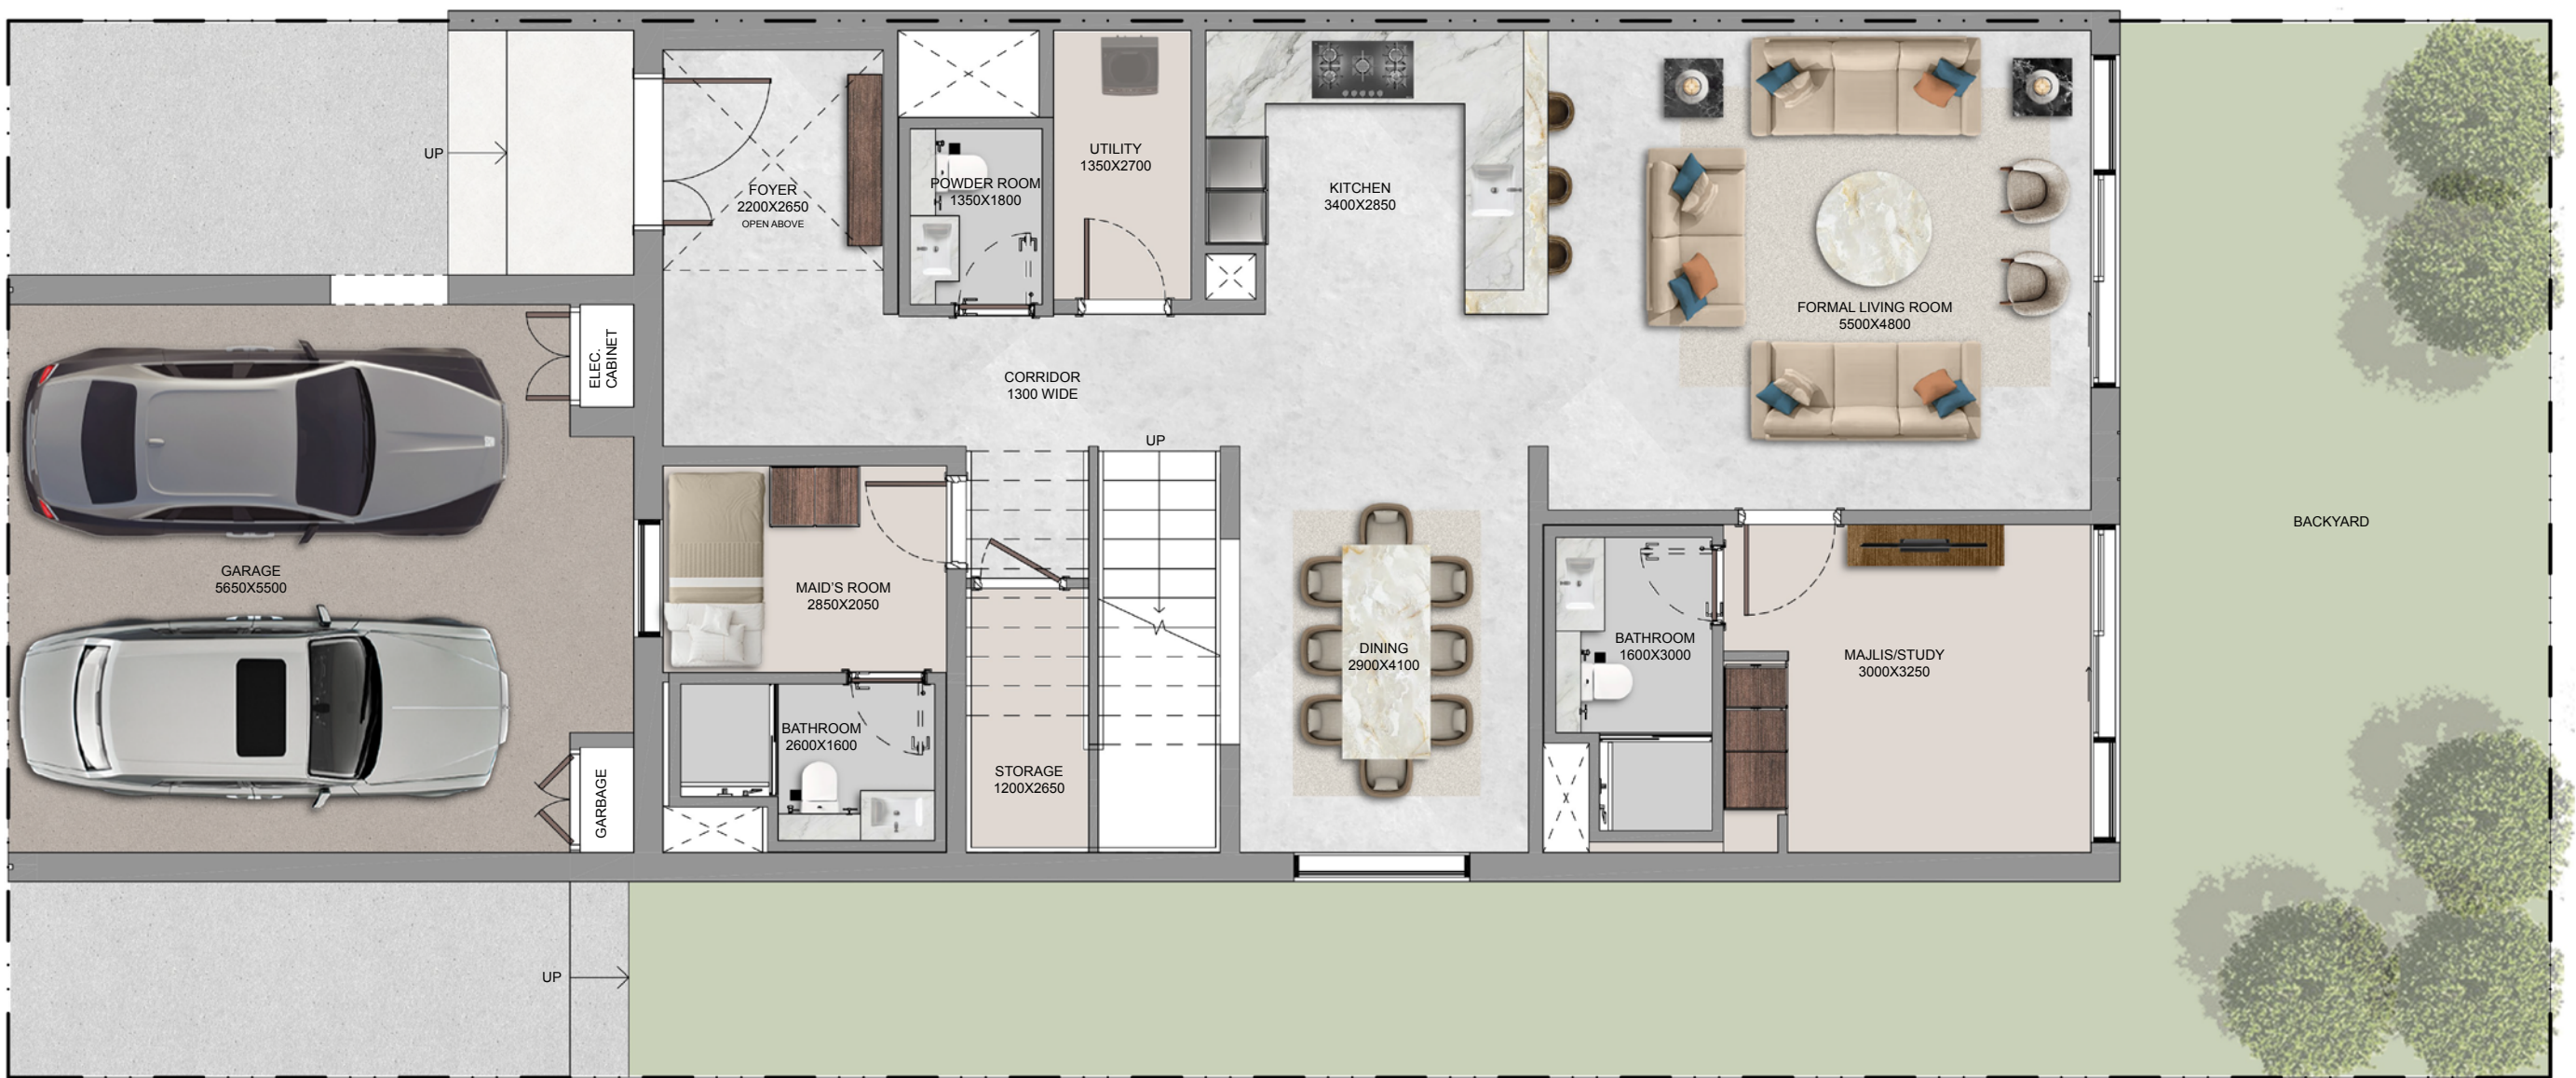 UP
FOYER
2200X2650
OPEN ABOVE
POWDER ROOM
1350X1800
UTILITY
1350X2700
KITCHEN
3400X2850
FORMAL LIVING ROOM
5500X4800
ELEC.
CABINET
CORRIDOR
1300 WIDE
UP
BACKYARD
GARAGE
5650X5500
MAID'S ROOM
2850X2050
DINING
2900X4100
BATHROOM
1600X3000
MAJLIS/STUDY
3000X3250
BATHROOM
2600X1600
STORAGE
1200X2650
GARBAGE
UP